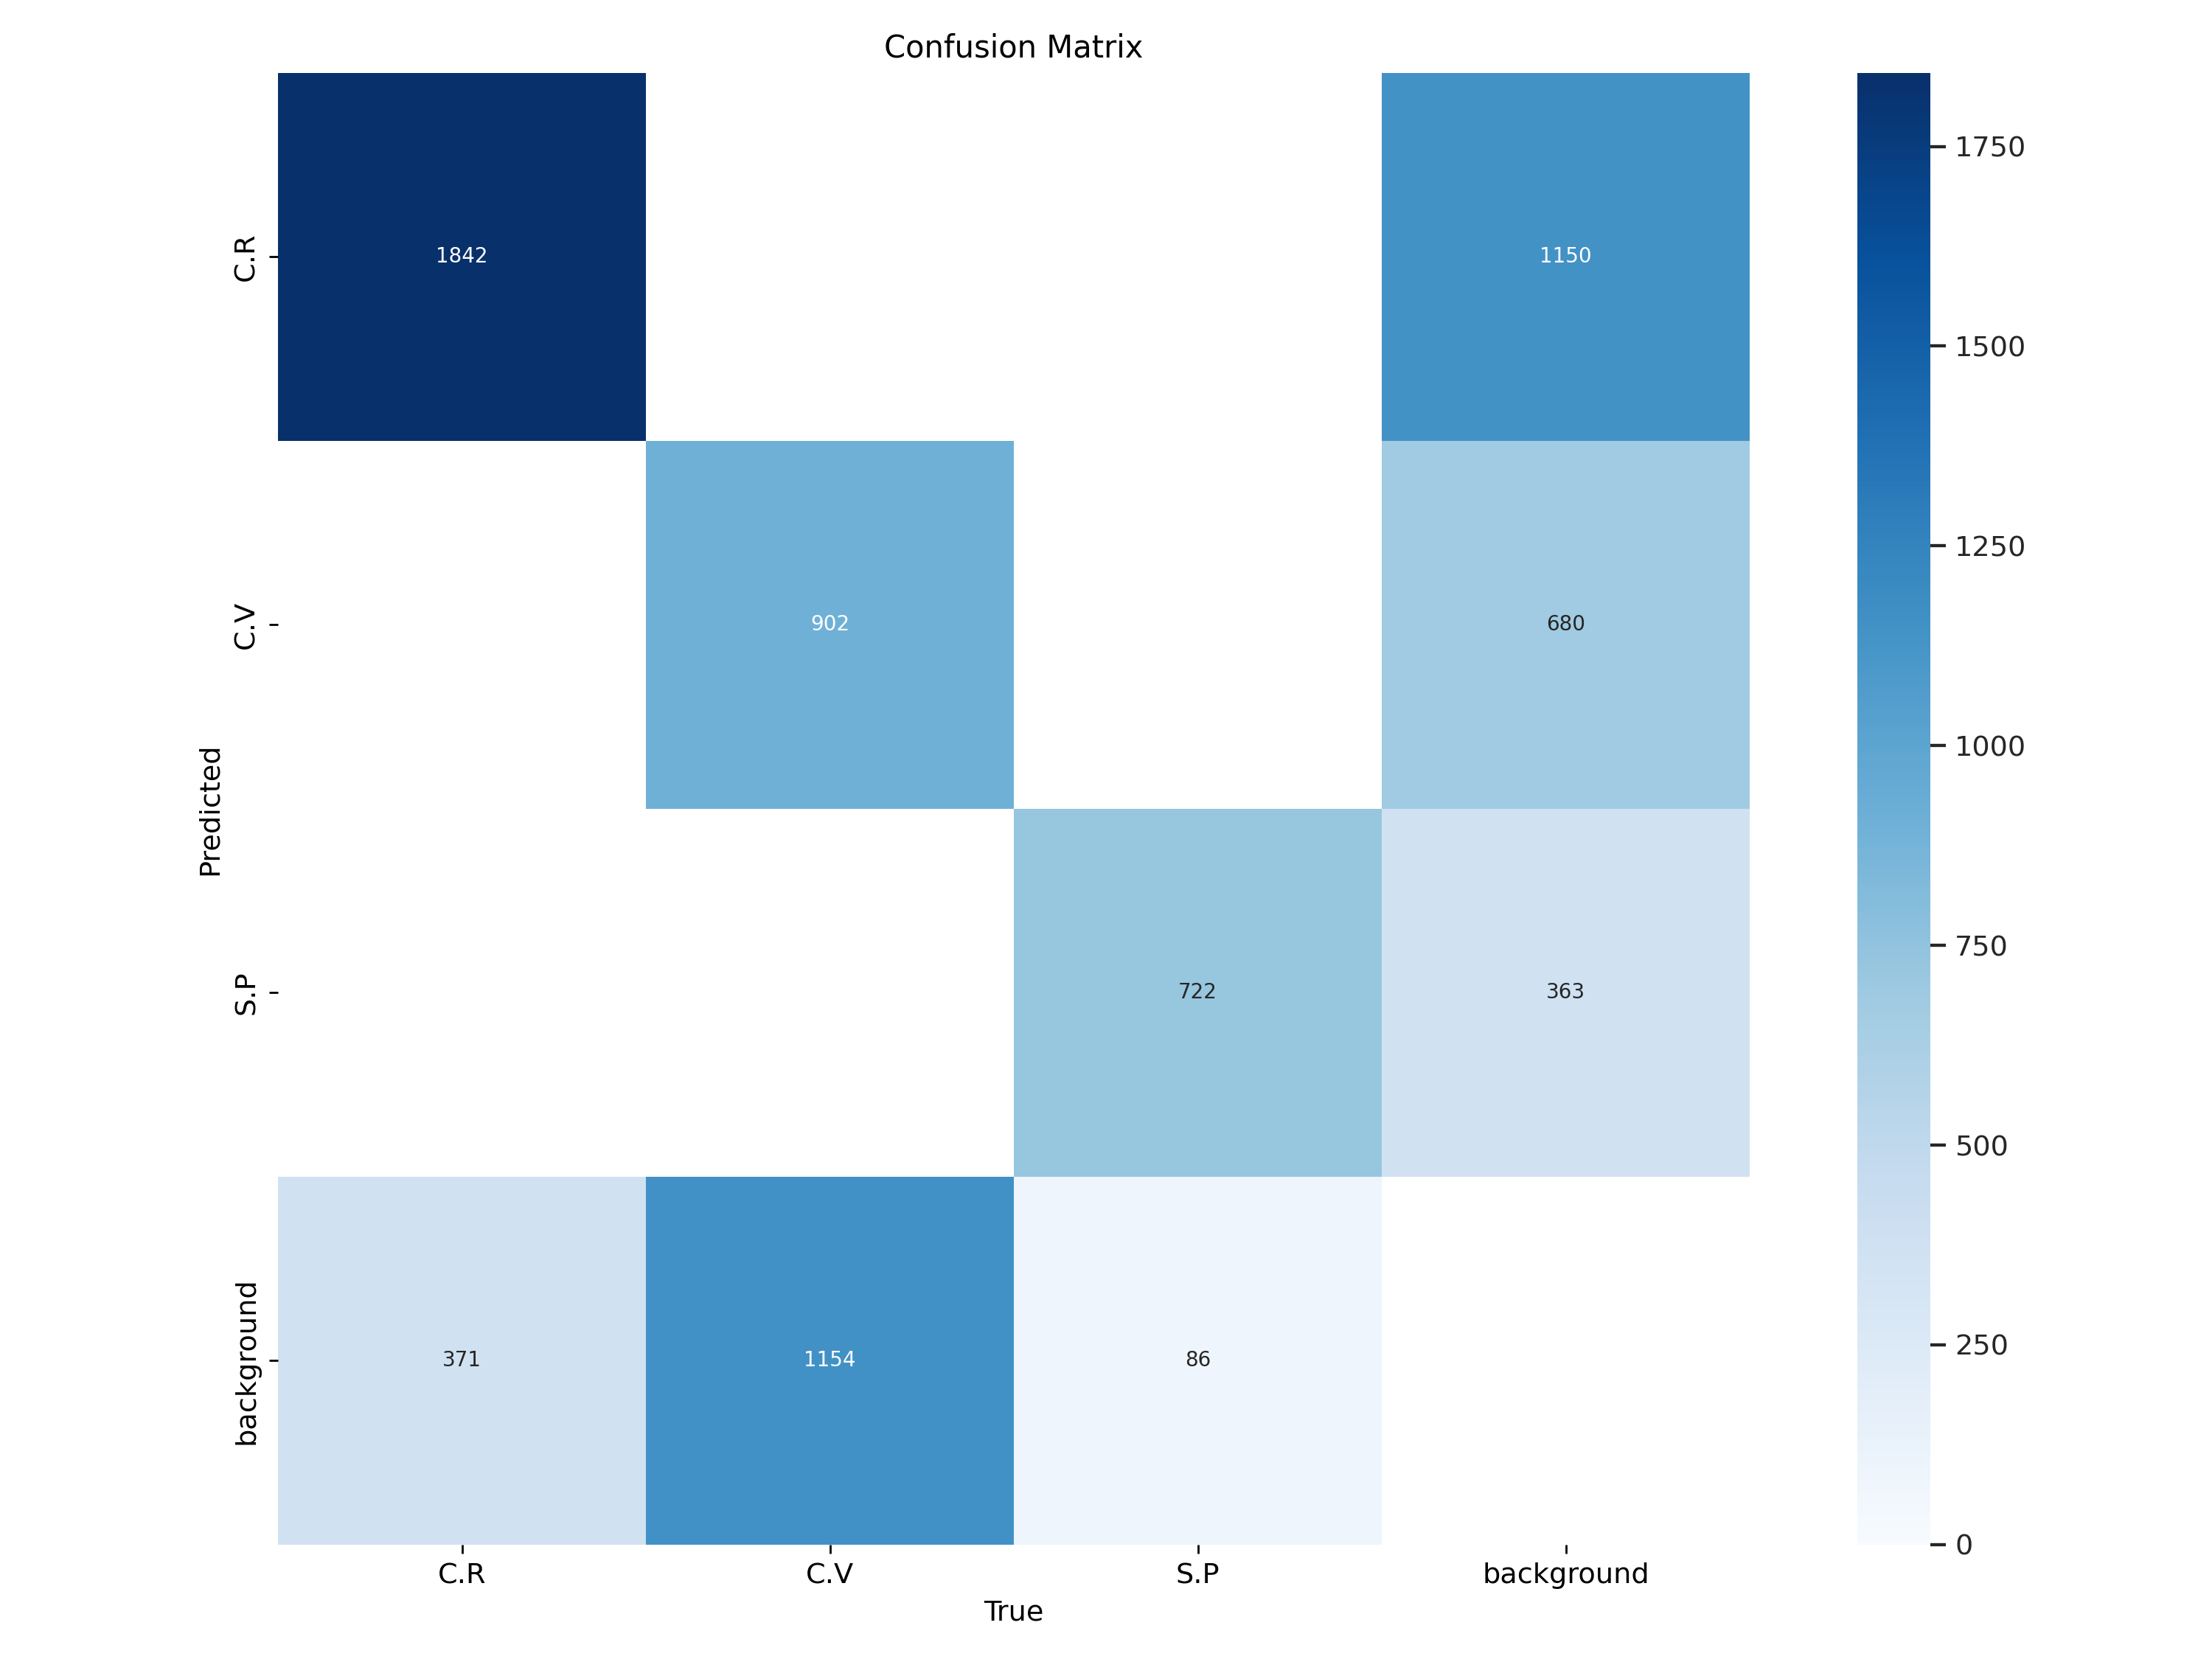 Confusion Matrix
C.R
1842
1150
C.V
902
680
S.P
722
363
background
371
1154
86
Predicted
C.R
C.V
S.P
background
True
1750
1500
1250
1000
750
500
250
0